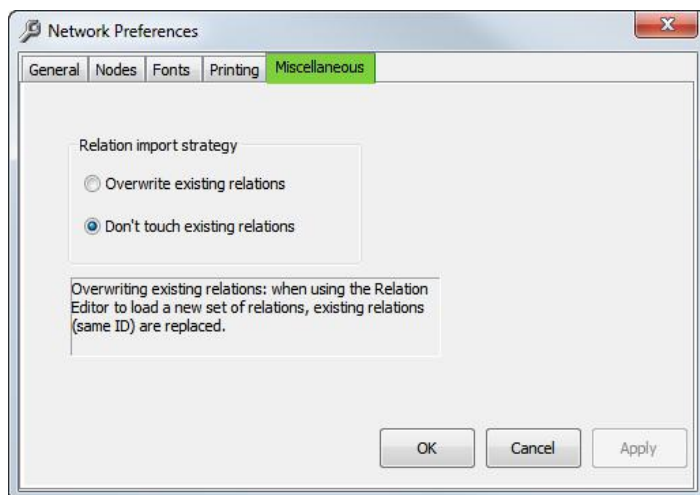 Network Preferences
General Nodes Fonts Printing Miscellaneous
Relation import strategy
Overwrite existing relations
Don't touch existing relations
Overwriting existing relations: when using the Relation
Editor to load a new set of relations, existing relations
(same ID) are replaced.
OK Cancel Apply